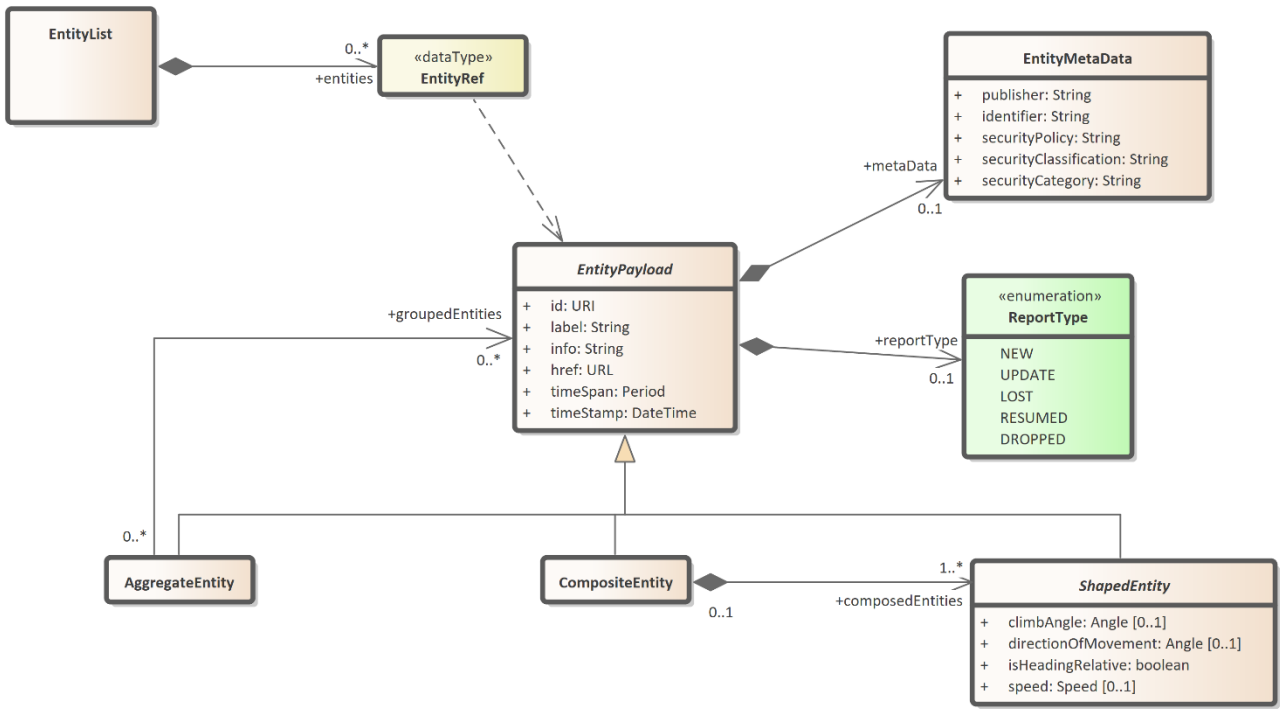 EntityList
0..*
+entities
«dataType»
EntityRef
EntityMetaData
+ publisher: String
+ identifier: String
+ securityPolicy: String
+ securityClassification: String
+ securityCategory: String
+metaData
0..1
EntityPayload
+ id: URI
+ label: String
+ info: String
+ href: URL
+ timeSpan: Period
+ timeStamp: DateTime
+groupedEntities
0..*
+reportType
0..1
«enumeration»
ReportType
NEW
UPDATE
LOST
RESUMED
DROPPED
0..*
AggregateEntity
CompositeEntity
0..1
1..*
+composedEntities
ShapedEntity
+ climbAngle: Angle [0..1]
+ directionOfMovement: Angle [0..1]
+ isHeadingRelative: boolean
+ speed: Speed [0..1]